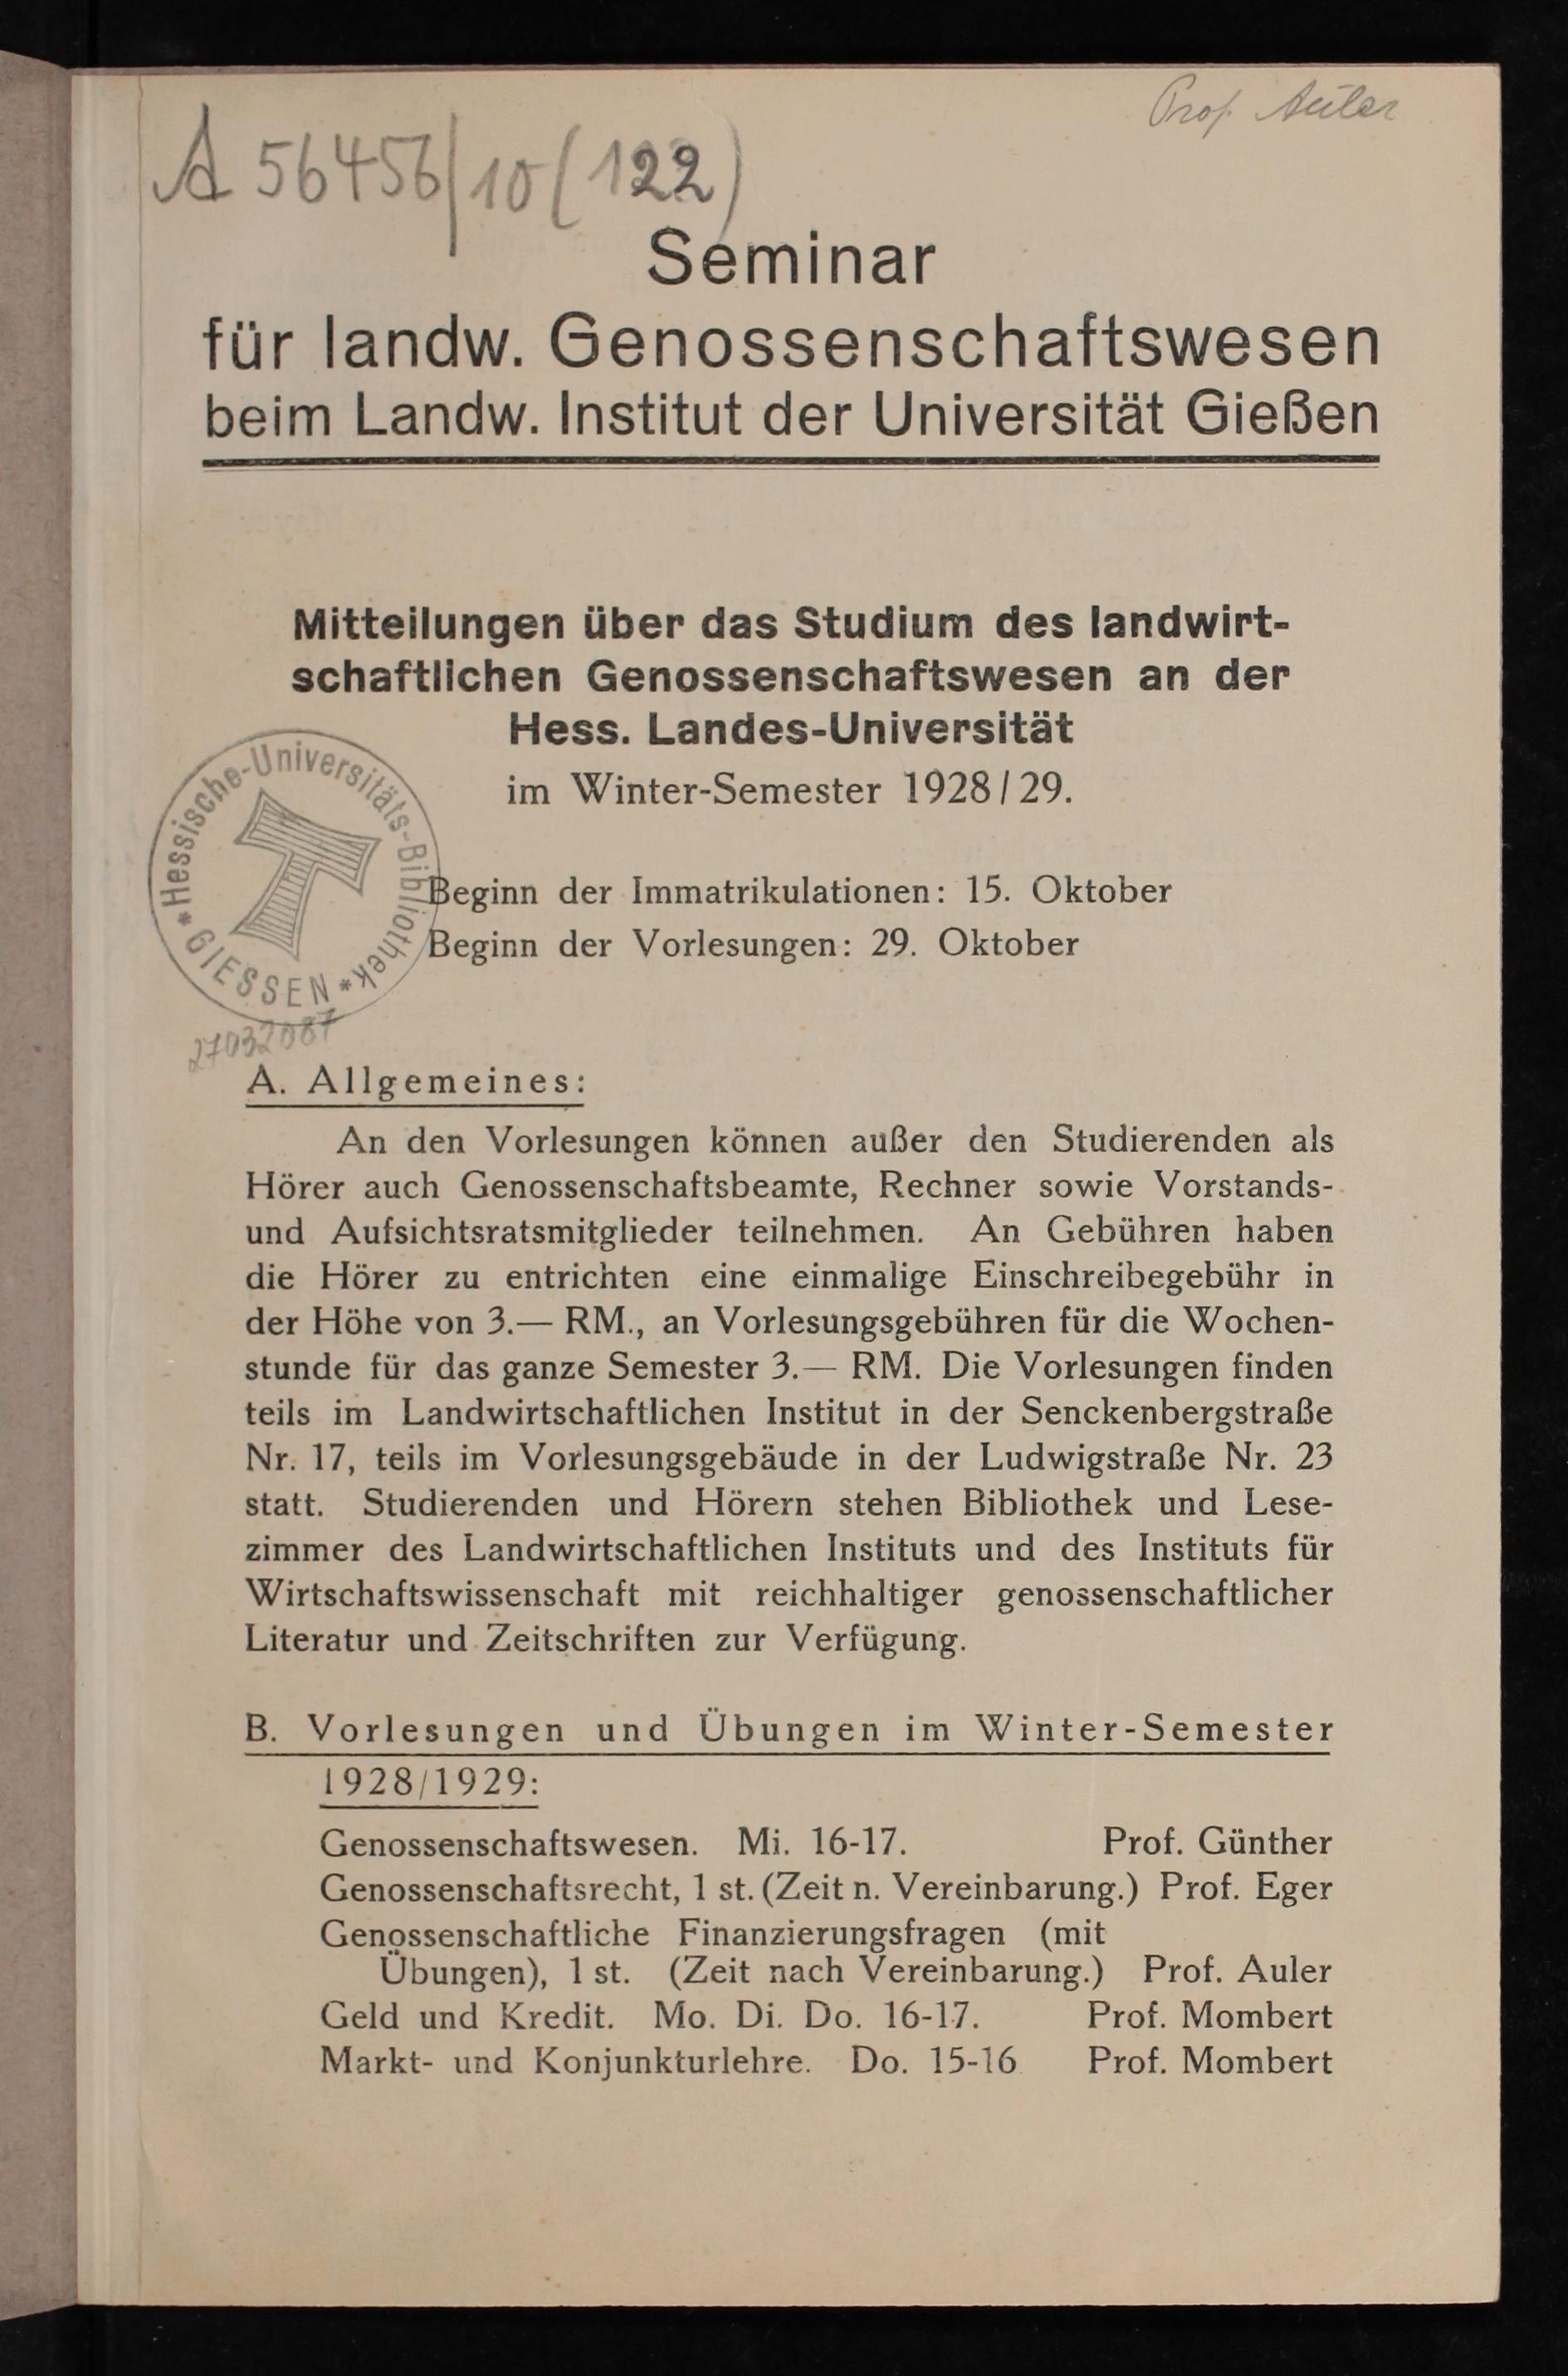 Prof. Auler
A 56456/10(122)
Seminar
für landw. Genossenschaftswesen
beim Landw. Institut der Universität Gießen
Mitteilungen über das Studium des landwirt-
schaftlichen Genossenschaftswesen an der
Hess. Landes-Universität
im Winter-Semester 1928/29.
*Hessische-Universitäts-Bibliothek*
GIESSEN
Beginn der Immatrikulationen: 15. Oktober
Beginn der Vorlesungen: 29. Oktober
27032087
A. Allgemeines:
An den Vorlesungen können außer den Studierenden als
Hörer auch Genossenschaftsbeamte, Rechner sowie Vorstands-
und Aufsichtsratsmitglieder teilnehmen. An Gebühren haben
die Hörer zu entrichten eine einmalige Einschreibegebühr in
der Höhe von 3.— RM., an Vorlesungsgebühren für die Wochen-
stunde für das ganze Semester 3.— RM. Die Vorlesungen finden
teils im Landwirtschaftlichen Institut in der Senckenbergstraße
Nr. 17, teils im Vorlesungsgebäude in der Ludwigstraße Nr. 23
statt. Studierenden und Hörern stehen Bibliothek und Lese-
zimmer des Landwirtschaftlichen Instituts und des Instituts für
Wirtschaftswissenschaft mit reichhaltiger genossenschaftlicher
Literatur und Zeitschriften zur Verfügung.
B. Vorlesungen und Übungen im Winter-Semester
1928/1929:
Genossenschaftswesen. Mi. 16-17. Prof. Günther
Genossenschaftsrecht, 1 st. (Zeit n. Vereinbarung.) Prof. Eger
Genossenschaftliche Finanzierungsfragen (mit
Übungen), 1 st. (Zeit nach Vereinbarung.) Prof. Auler
Geld und Kredit. Mo. Di. Do. 16-17. Prof. Mombert
Markt- und Konjunkturlehre. Do. 15-16 Prof. Mombert